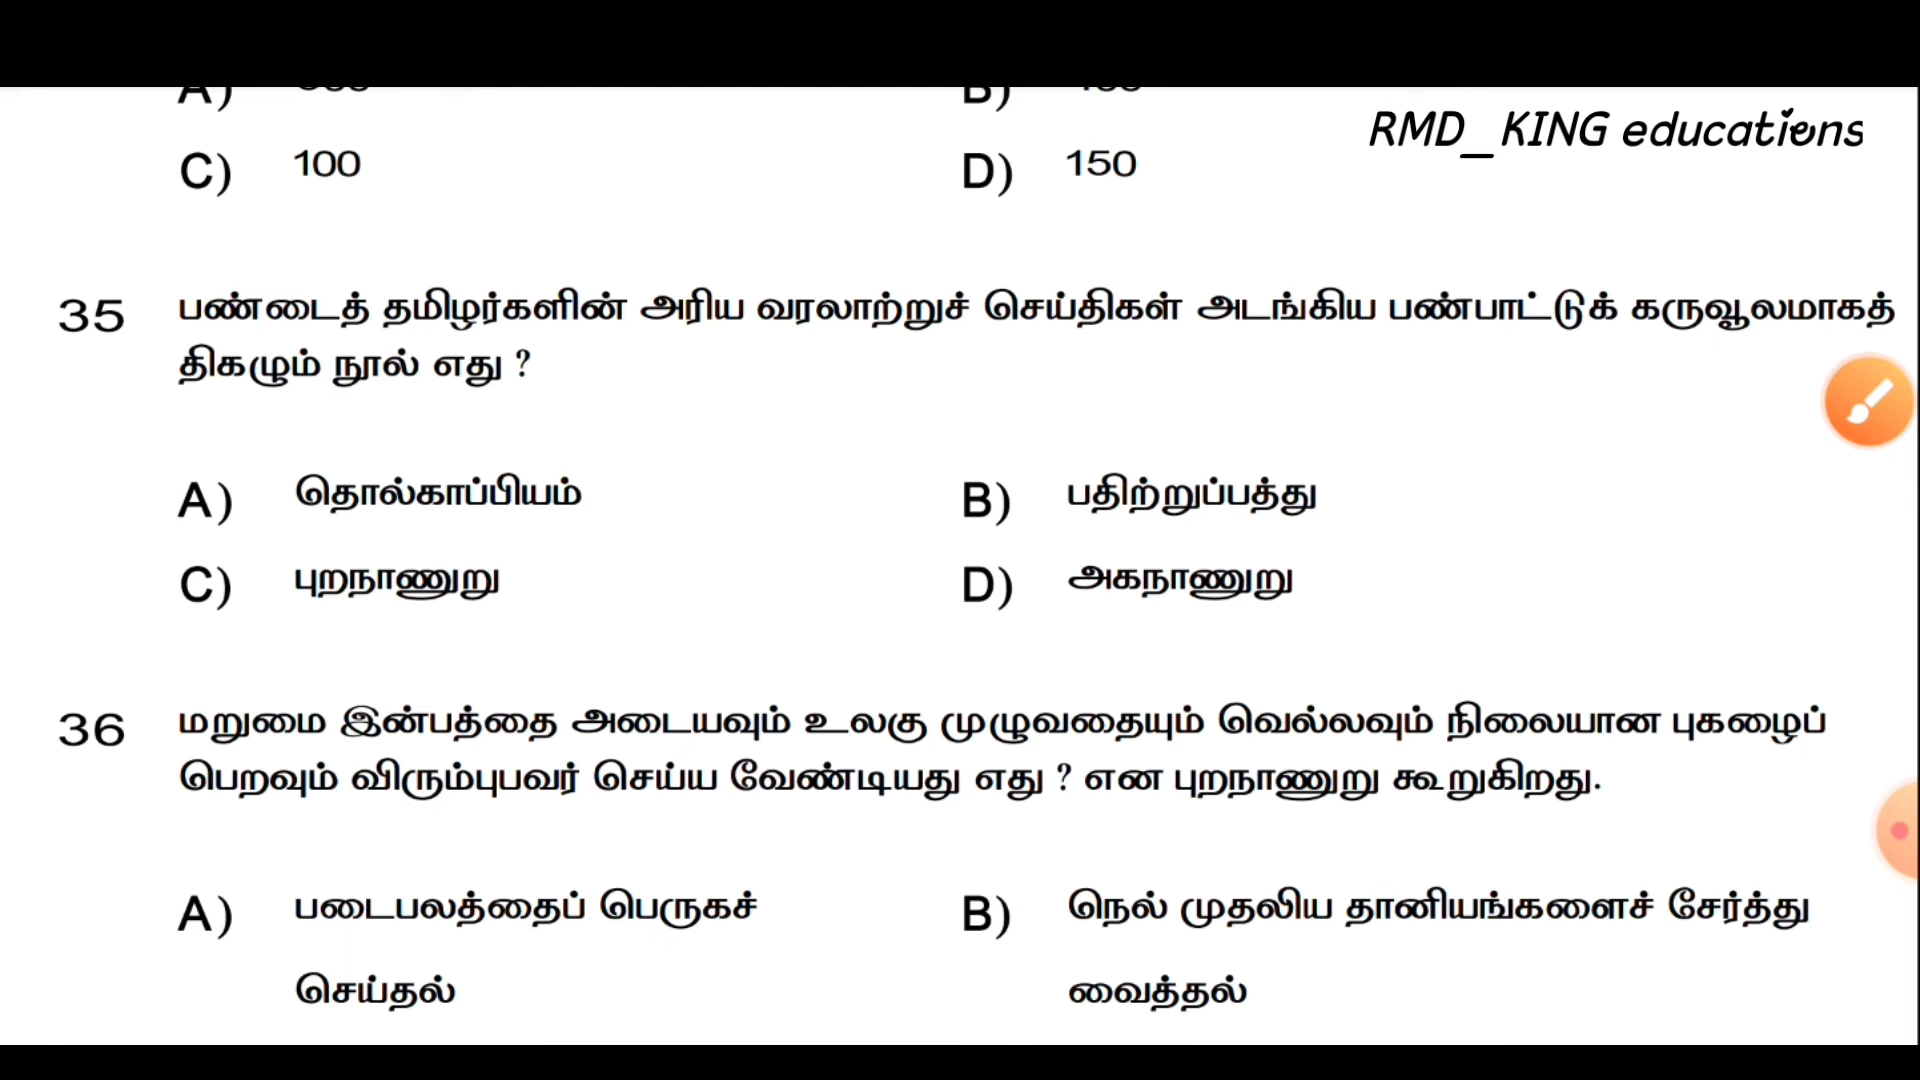 RMD_KING educations
C) 100 D) 150
35 பண்டைத் தமிழர்களின் அரிய வரலாற்றுச் செய்திகள் அடங்கிய பண்பாட்டுக் கருவூலமாகத்
திகழும் நூல் எது ?
A) தொல்காப்பியம் B) பதிற்றுப்பத்து
C) புறநானூறு D) அகநானூறு
36 மறுமை இன்பத்தை அடையவும் உலகு முழுவதையும் வெல்லவும் நிலையான புகழைப்
பெறவும் விரும்புபவர் செய்ய வேண்டியது எது ? என புறநானூறு கூறுகிறது.
A) படைபலத்தைப் பெருகச் B) நெல் முதலிய தானியங்களைச் சேர்த்து
செய்தல் வைத்தல்